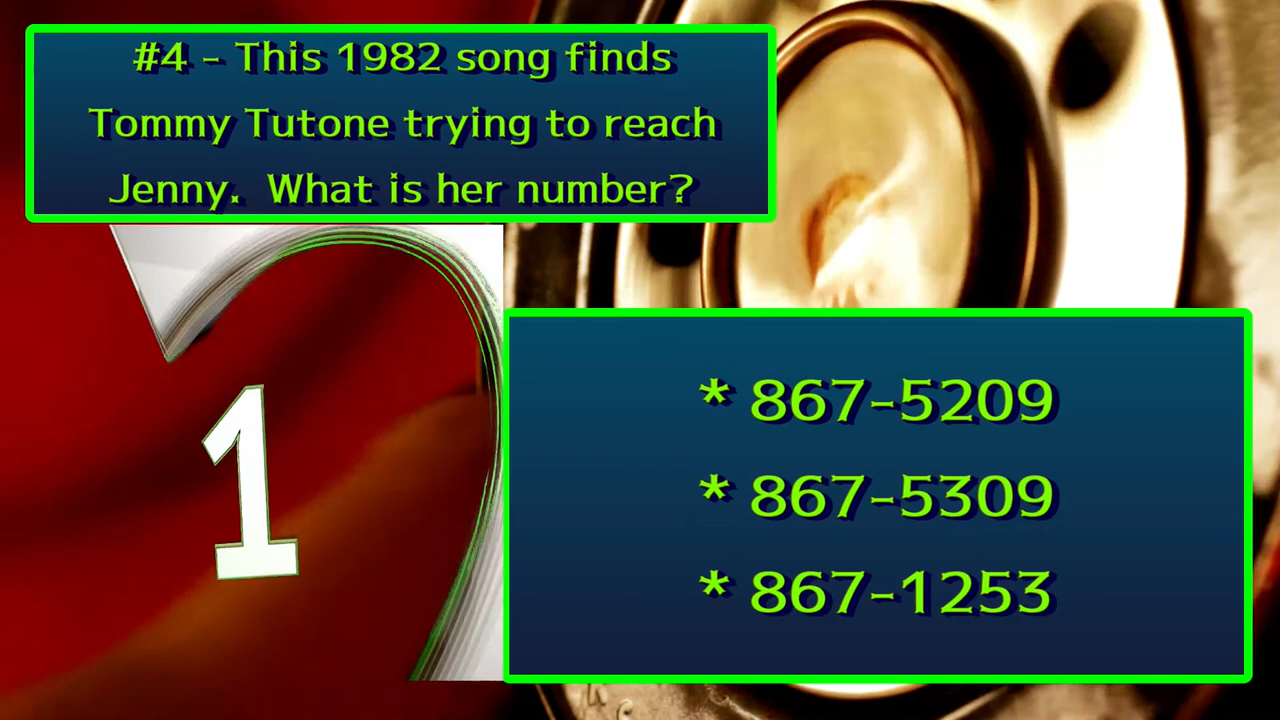 #4 - This 1982 song finds
Tommy Tutone trying to reach
Jenny.  What is her number?
1
* 867-5209
* 867-5309
* 867-1253